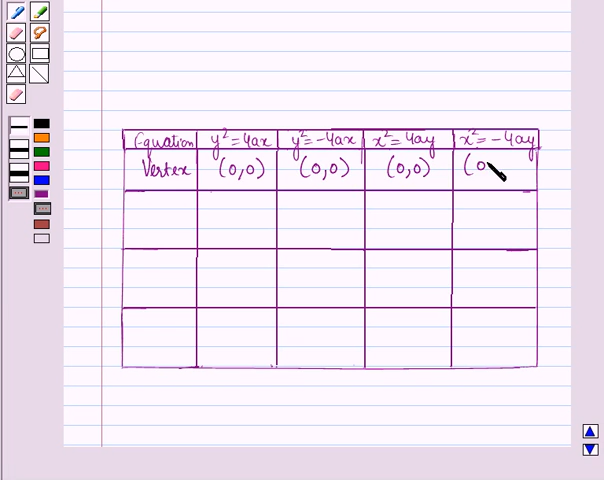 Equation y² = 4ax y² = -4ax x² = 4ay x² = -4ay
Vertex (0,0) (0,0) (0,0) (0